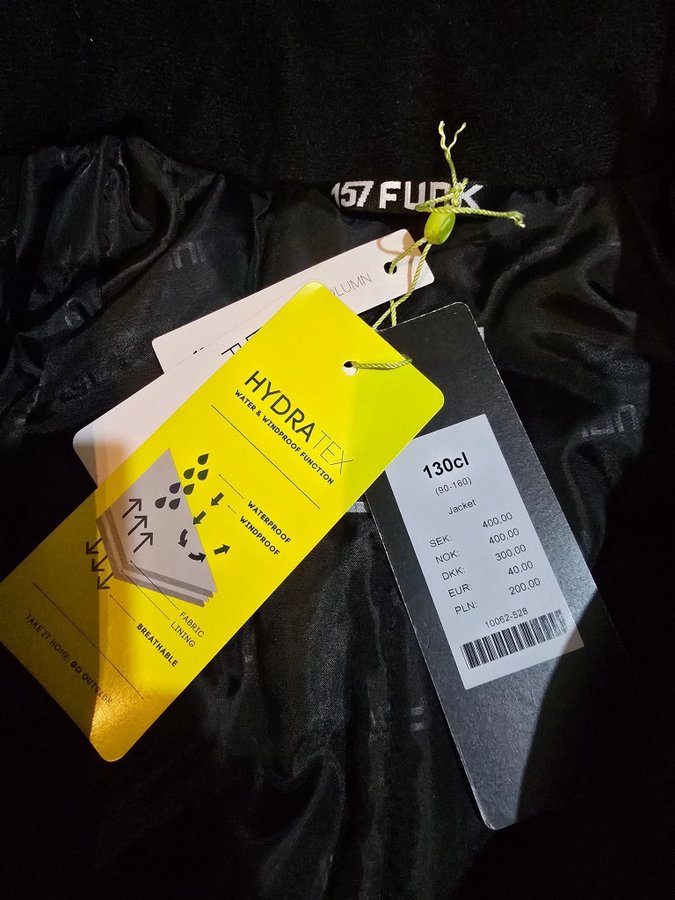 157 FUNK
HYDRATEX
WATER & WINDPROOF FUNCTION
WATERPROOF
WINDPROOF
FABRIC
LINING
BREATHABLE
TAKE IT HOME. GO OUTSIDE
130cl
(90-160)
Jacket
SEK: 400,00
NOK: 400,00
DKK: 300,00
EUR: 40,00
PLN: 200,00
10062-528